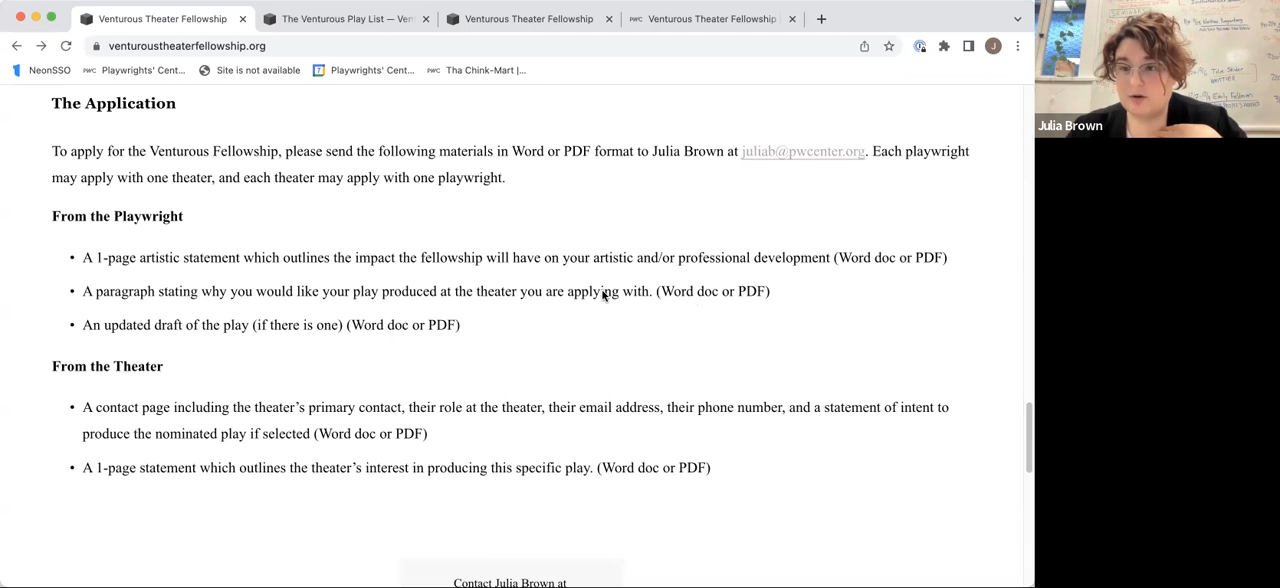 Venturous Theater Fellowship
The Venturous Play List — Ven
Venturous Theater Fellowship
PWC Venturous Theater Fellowship
venturoustheaterfellowship.org
J
NeonSSO
PWC Playwrights' Cent...
Site is not available
7 Playwrights' Cent...
PWC Tha Chink-Mart |...
The Application
To apply for the Venturous Fellowship, please send the following materials in Word or PDF format to Julia Brown at juliab@pwcenter.org. Each playwright
may apply with one theater, and each theater may apply with one playwright.
From the Playwright
• A 1-page artistic statement which outlines the impact the fellowship will have on your artistic and/or professional development (Word doc or PDF)
• A paragraph stating why you would like your play produced at the theater you are applying with. (Word doc or PDF)
• An updated draft of the play (if there is one) (Word doc or PDF)
From the Theater
• A contact page including the theater's primary contact, their role at the theater, their email address, their phone number, and a statement of intent to
produce the nominated play if selected (Word doc or PDF)
• A 1-page statement which outlines the theater's interest in producing this specific play. (Word doc or PDF)
Contact Julia Brown at
Julia Brown